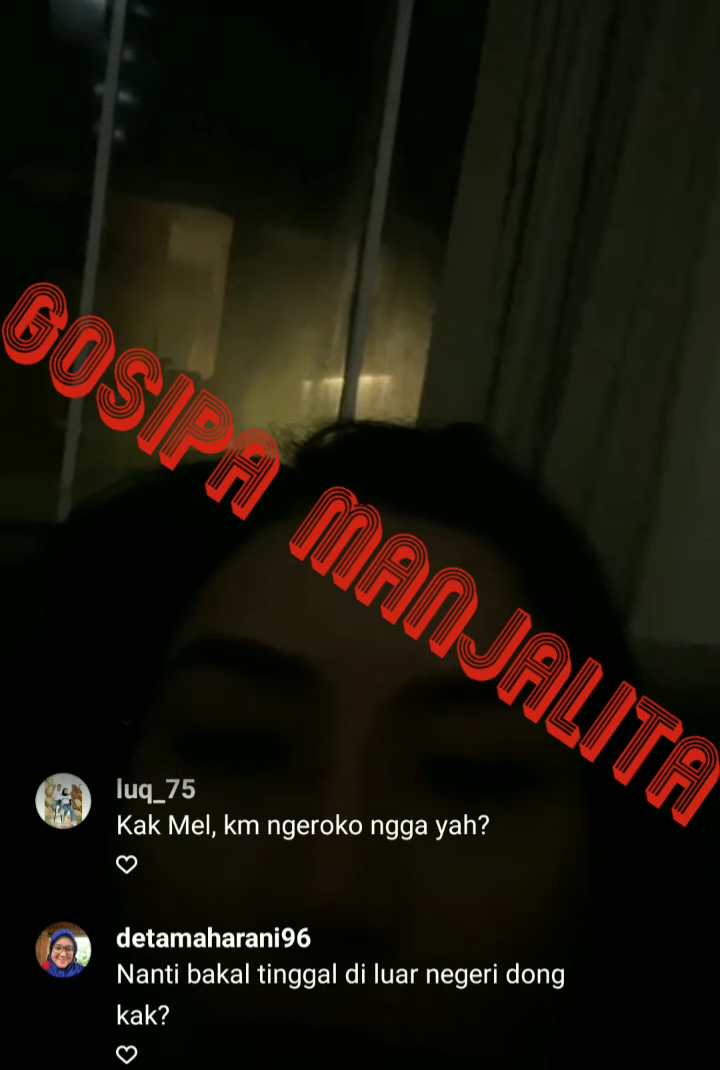 GOSIPA MANJALITA
luq_75
Kak Mel, km ngeroko ngga yah?
detamaharani96
Nanti bakal tinggal di luar negeri dong
kak?